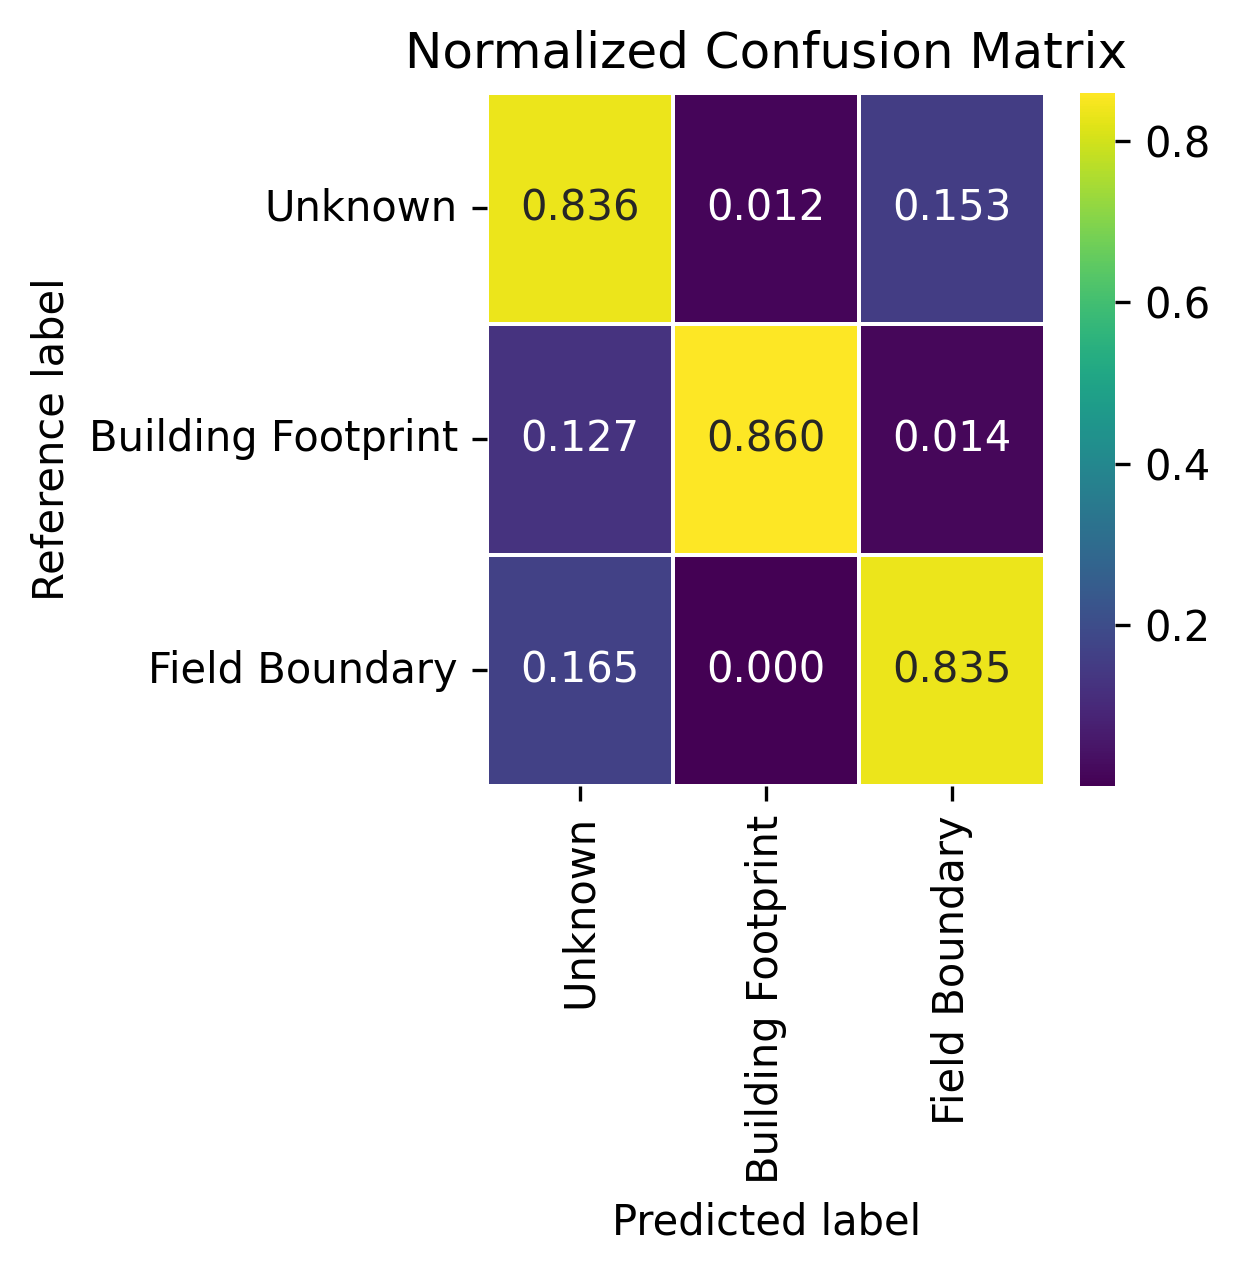 Normalized Confusion Matrix
Reference label
Unknown
0.836 0.012 0.153
Building Footprint
0.127 0.860 0.014
Field Boundary
0.165 0.000 0.835
0.8
0.6
0.4
0.2
Unknown
Building Footprint
Field Boundary
Predicted label